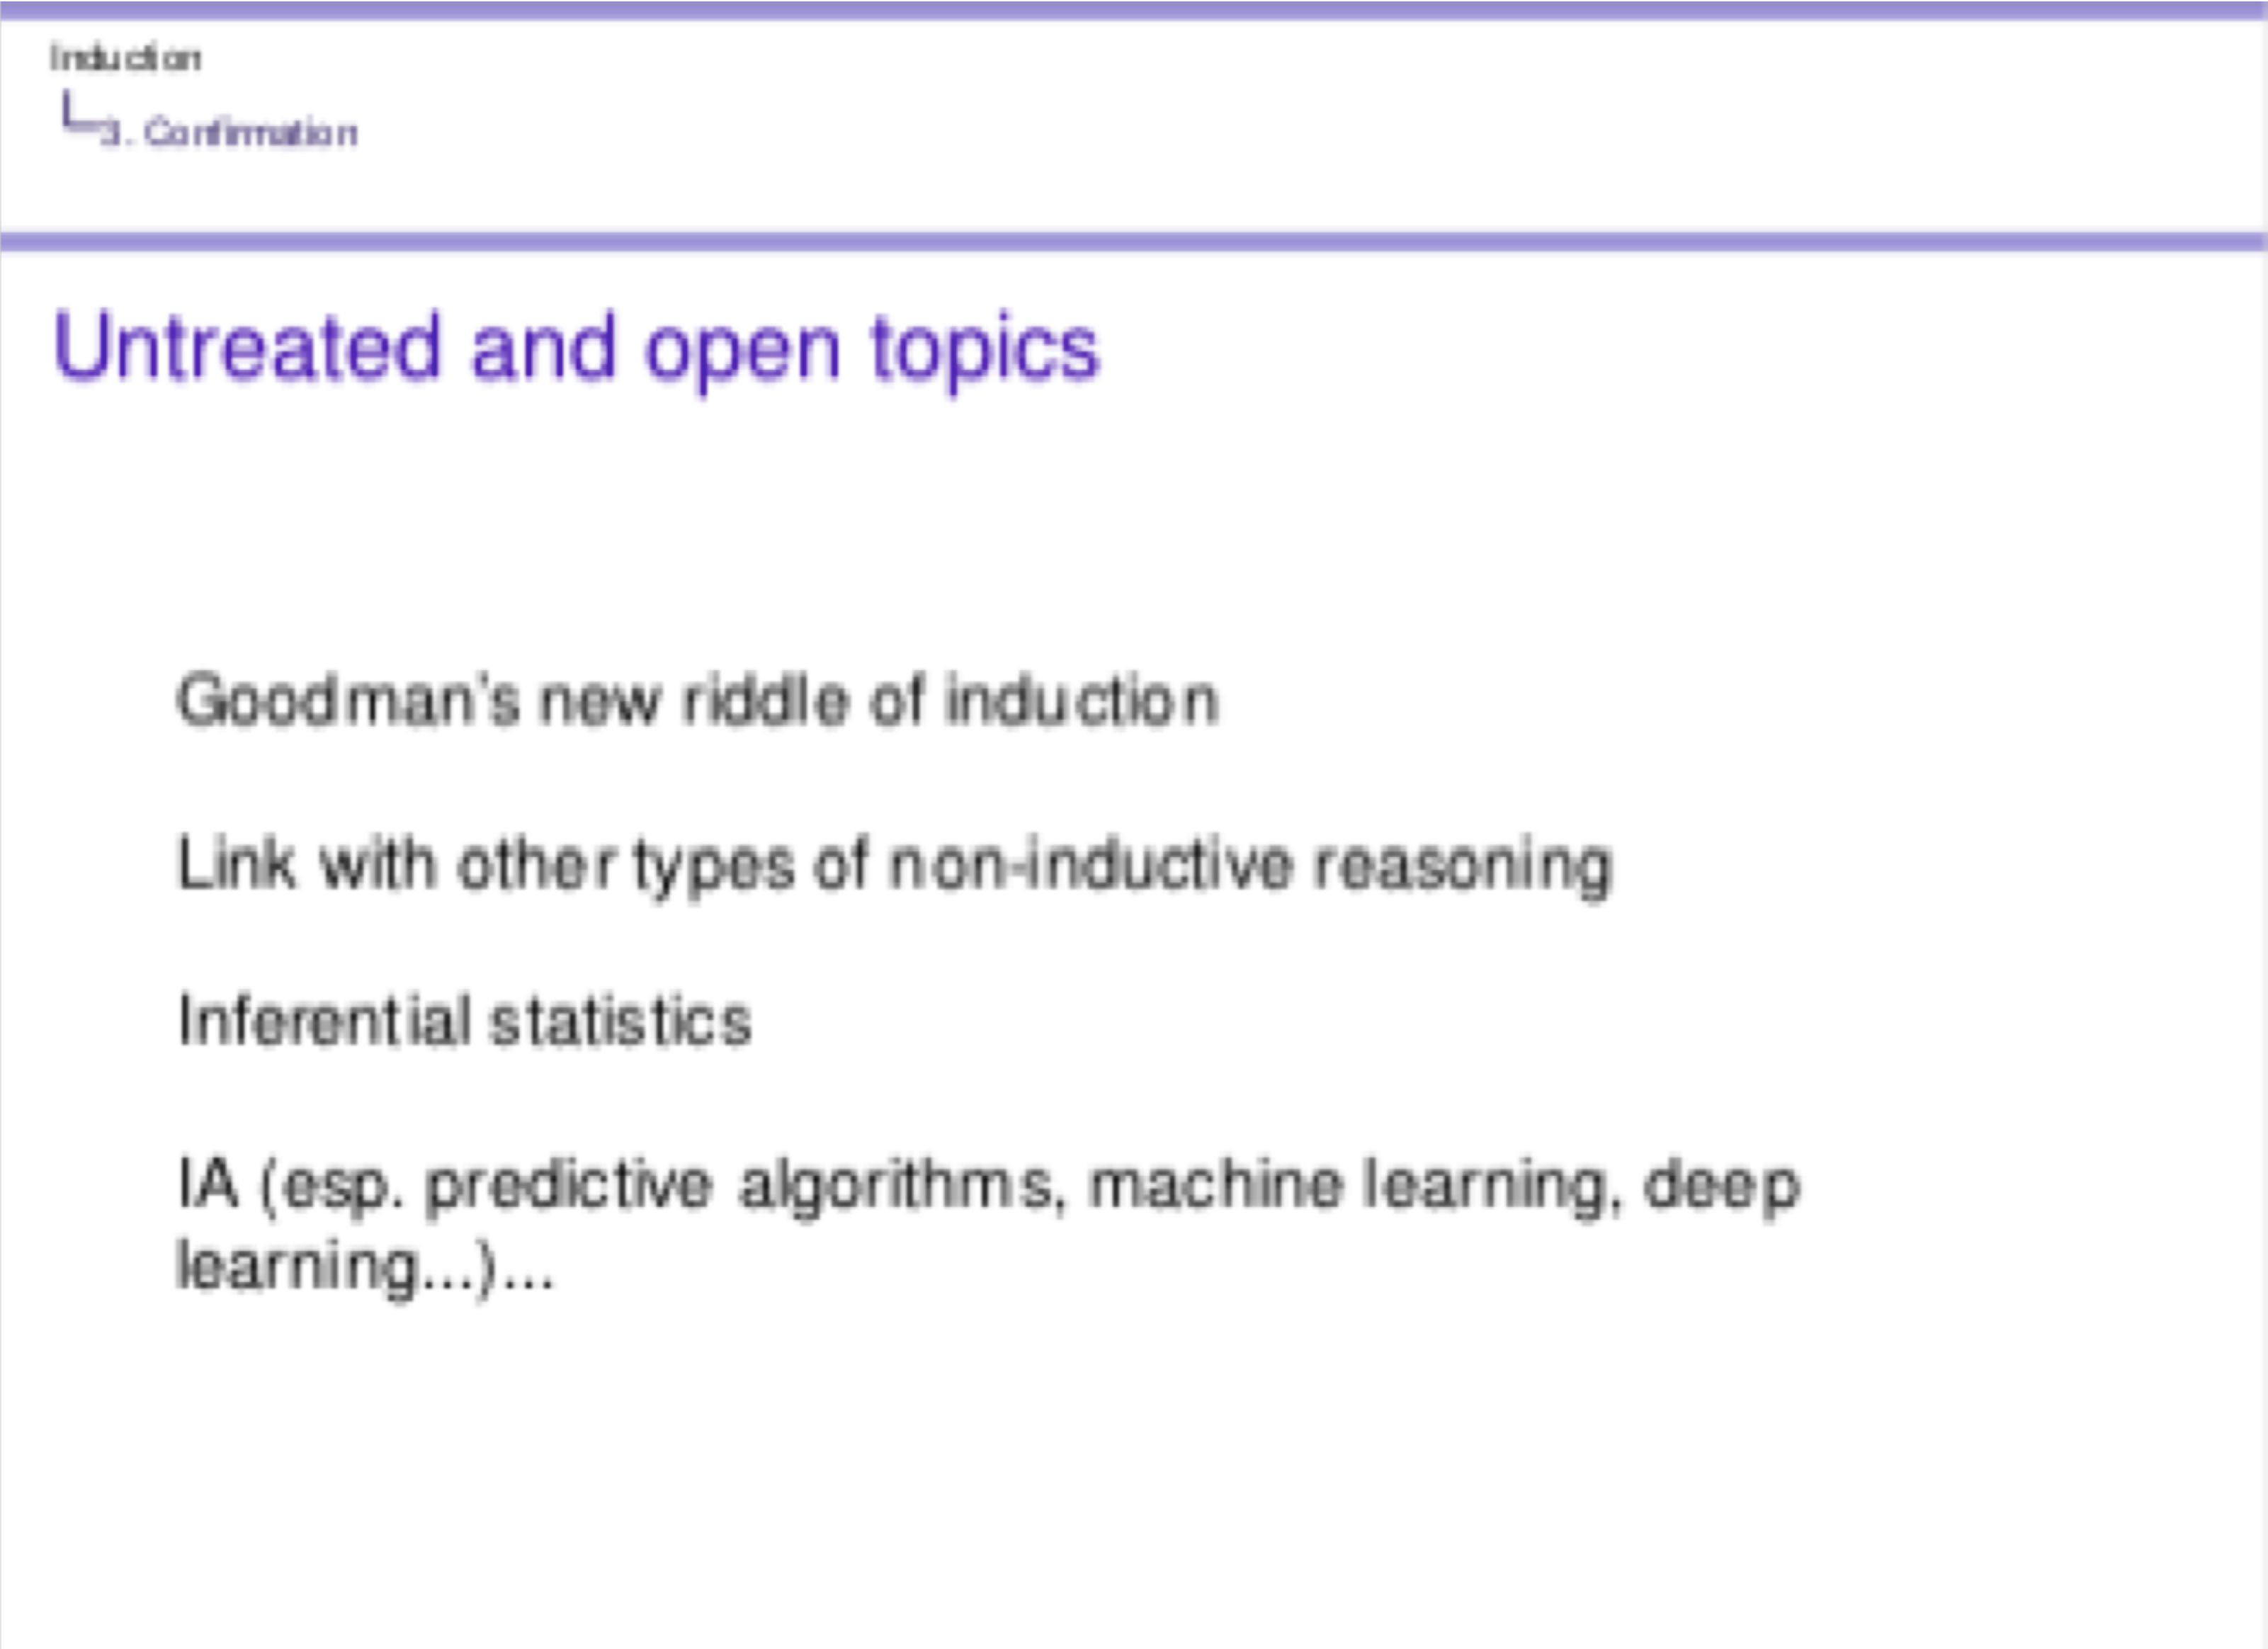 Induction
3. Confirmation
Untreated and open topics
Goodman's new riddle of induction
Link with other types of non-inductive reasoning
Inferential statistics
IA (esp. predictive algorithms, machine learning, deep
learning...)...